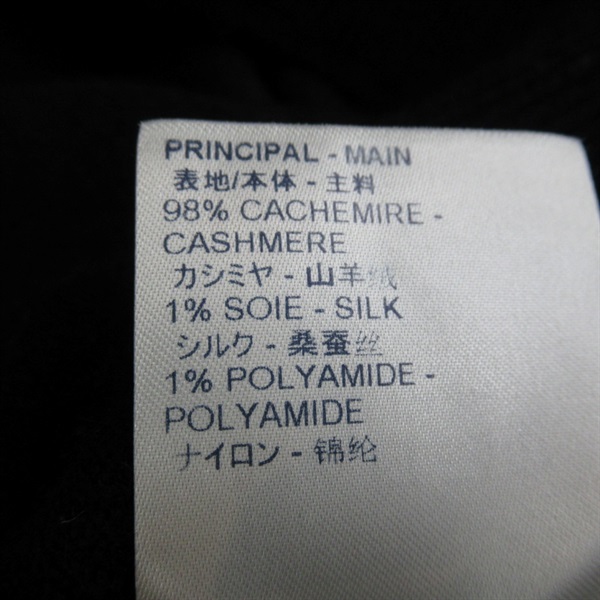 PRINCIPAL - MAIN
表地/本体 - 主料
98% CACHEMIRE -
CASHMERE
カシミヤ - 山羊绒
1% SOIE - SILK
シルク - 桑蚕丝
1% POLYAMIDE -
POLYAMIDE
ナイロン - 锦纶